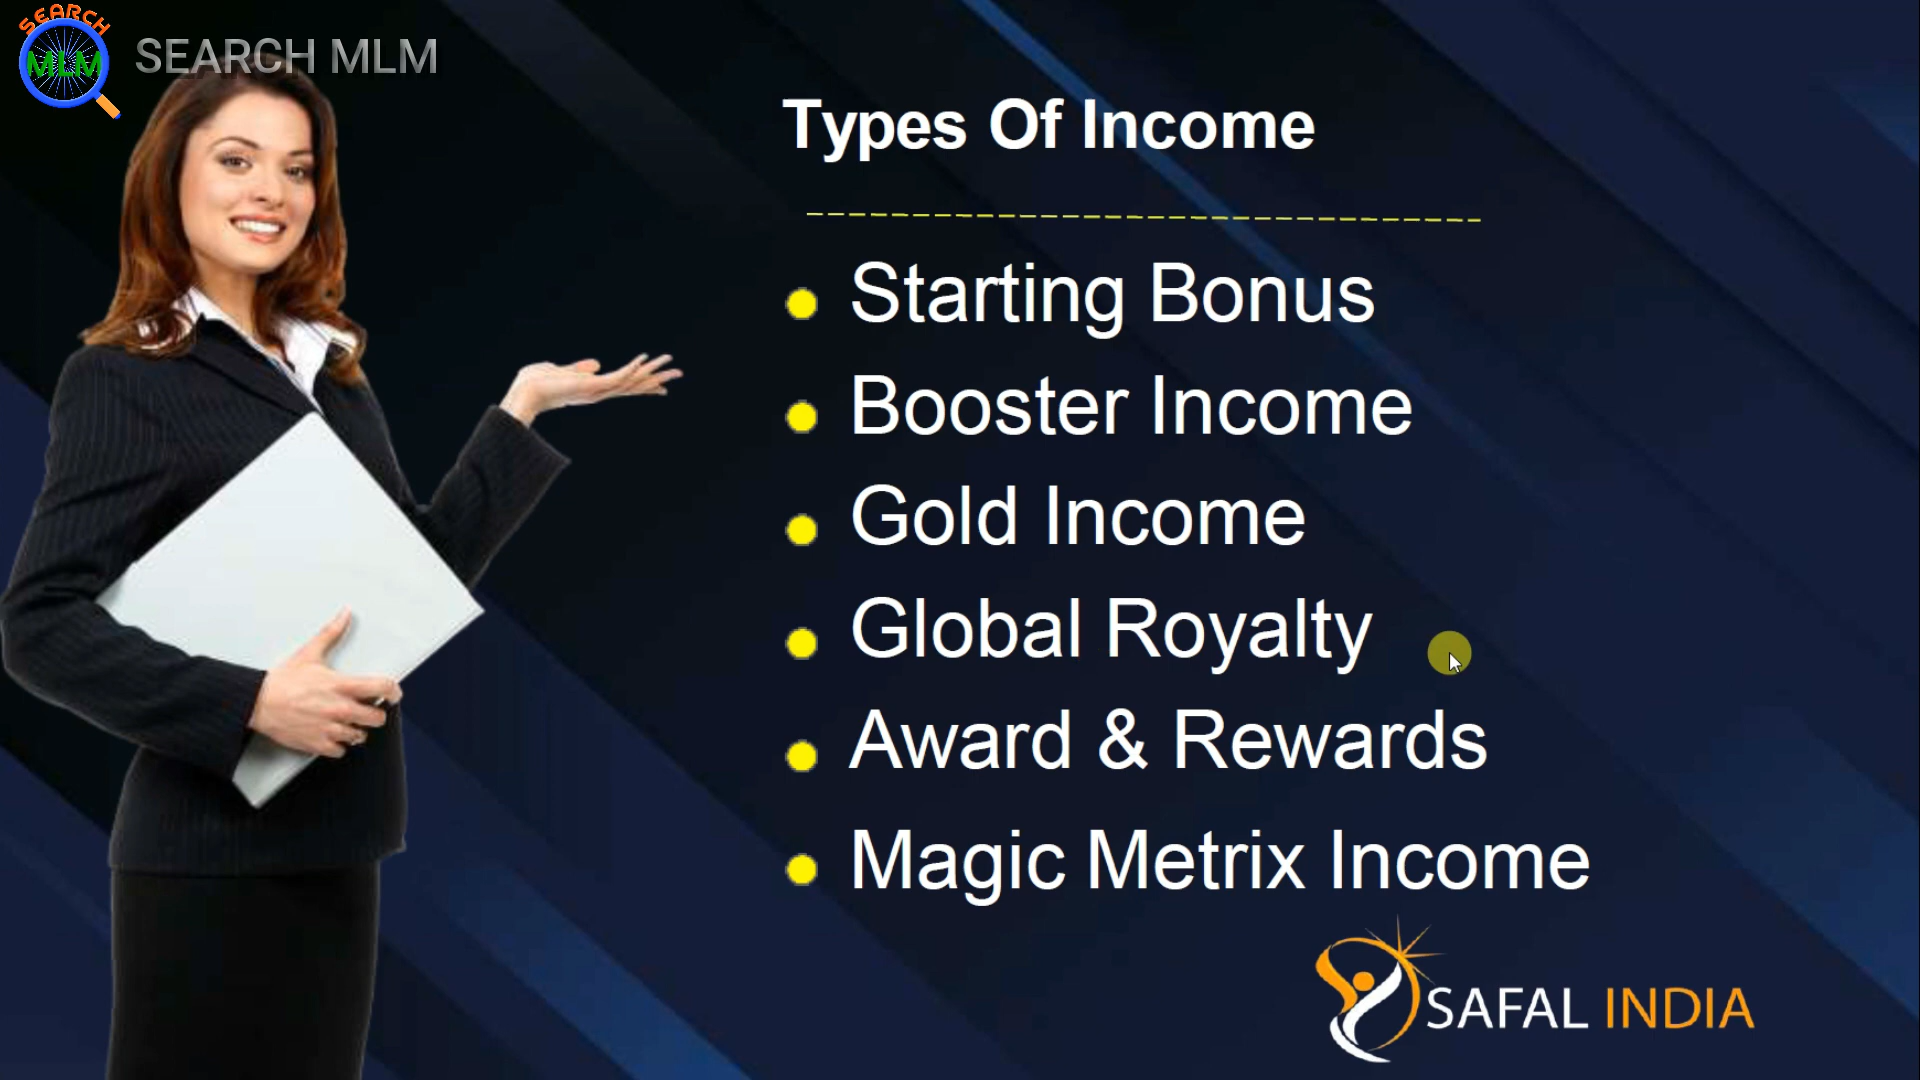 SEARCH
MLM
SEARCH MLM
Types Of Income
Starting Bonus
Booster Income
Gold Income
Global Royalty
Award & Rewards
Magic Metrix Income
SAFAL INDIA